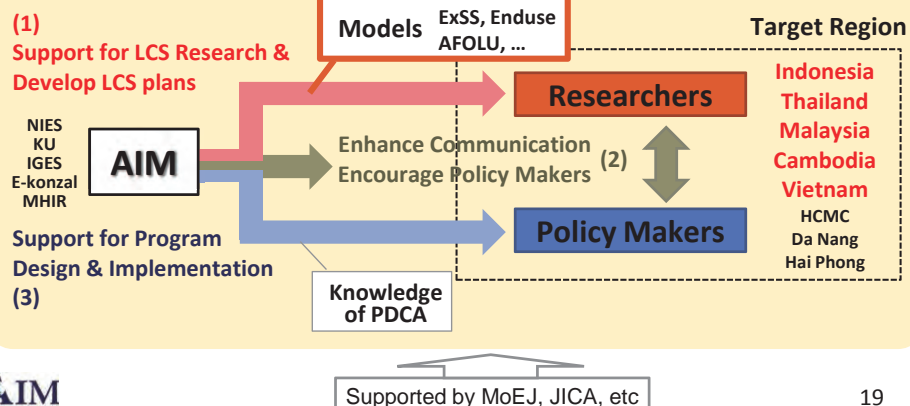 (1)
Support for LCS Research &
Develop LCS plans
Models ExSS, Enduse
AFOLU, …
Target Region
Researchers
Indonesia
Thailand
Malaysia
Cambodia
Vietnam
HCMC
Da Nang
Hai Phong
NIES
KU
IGES
E-konzal
MHIR
AIM
Enhance Communication
Encourage Policy Makers (2)
Policy Makers
Support for Program
Design & Implementation
(3)
Knowledge
of PDCA
AIM
Supported by MoEJ, JICA, etc
19